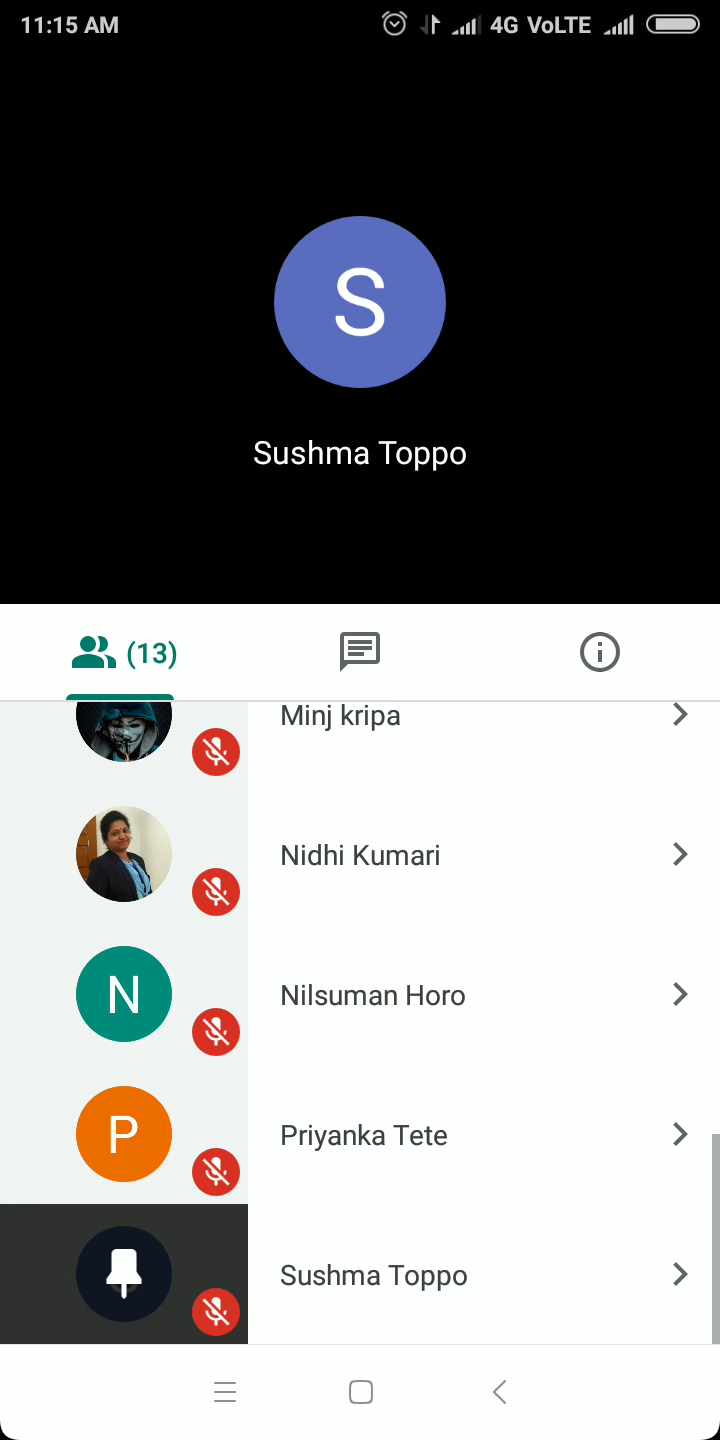 11:15 AM
4G VoLTE
S
Sushma Toppo
(13)
Minj kripa
Nidhi Kumari
N
Nilsuman Horo
P
Priyanka Tete
Sushma Toppo